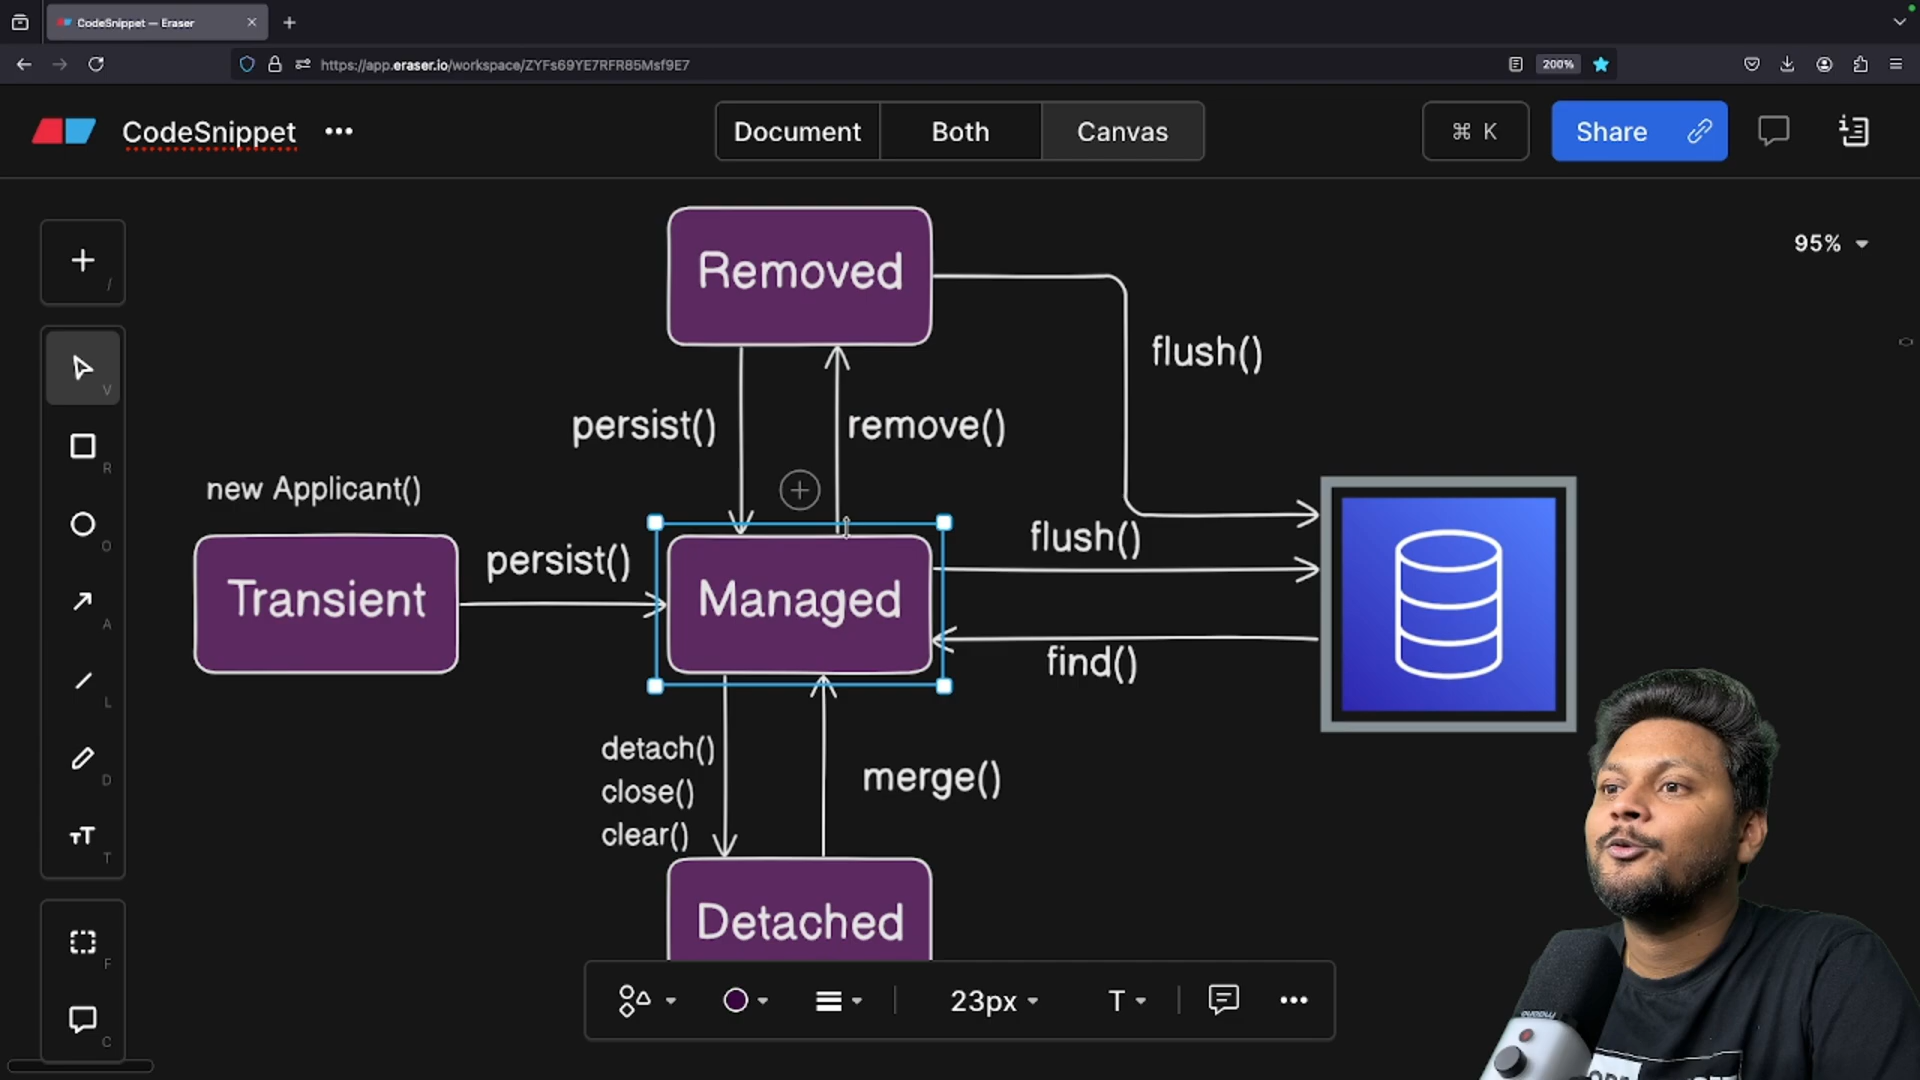 CodeSnippet — Eraser
https://app.eraser.io/workspace/ZYFs69YE7RFR85Msf9E7
200%
CodeSnippet
Document
Both
Canvas
⌘ K
Share
95%
/
V
R
O
A
L
D
T
F
C
Removed
flush()
persist()
remove()
new Applicant()
Transient
persist()
Managed
flush()
find()
detach()
close()
clear()
merge()
Detached
23px
T